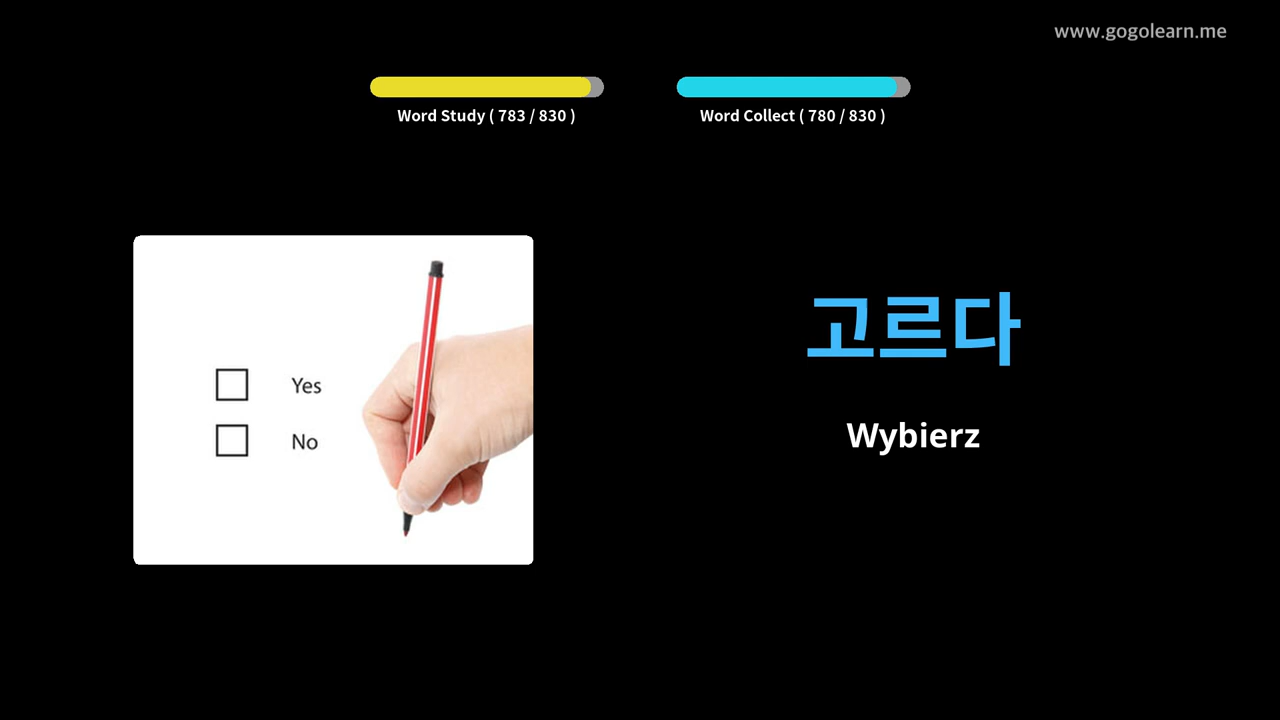 www.gogolearn.me
Word Study ( 783 / 830 )
Word Collect ( 780 / 830 )
Yes
No
고르다
Wybierz